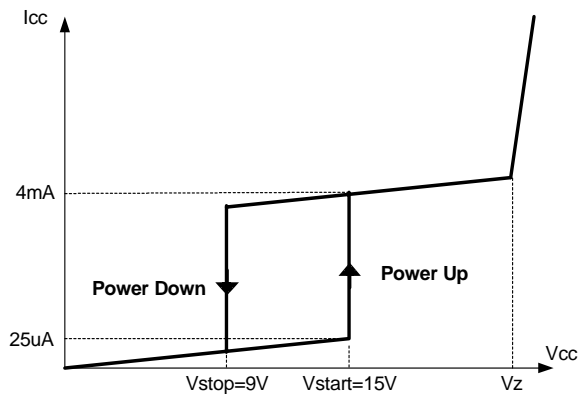 Icc
4mA
Power Down
Power Up
25uA
Vcc
Vstop=9V
Vstart=15V
Vz